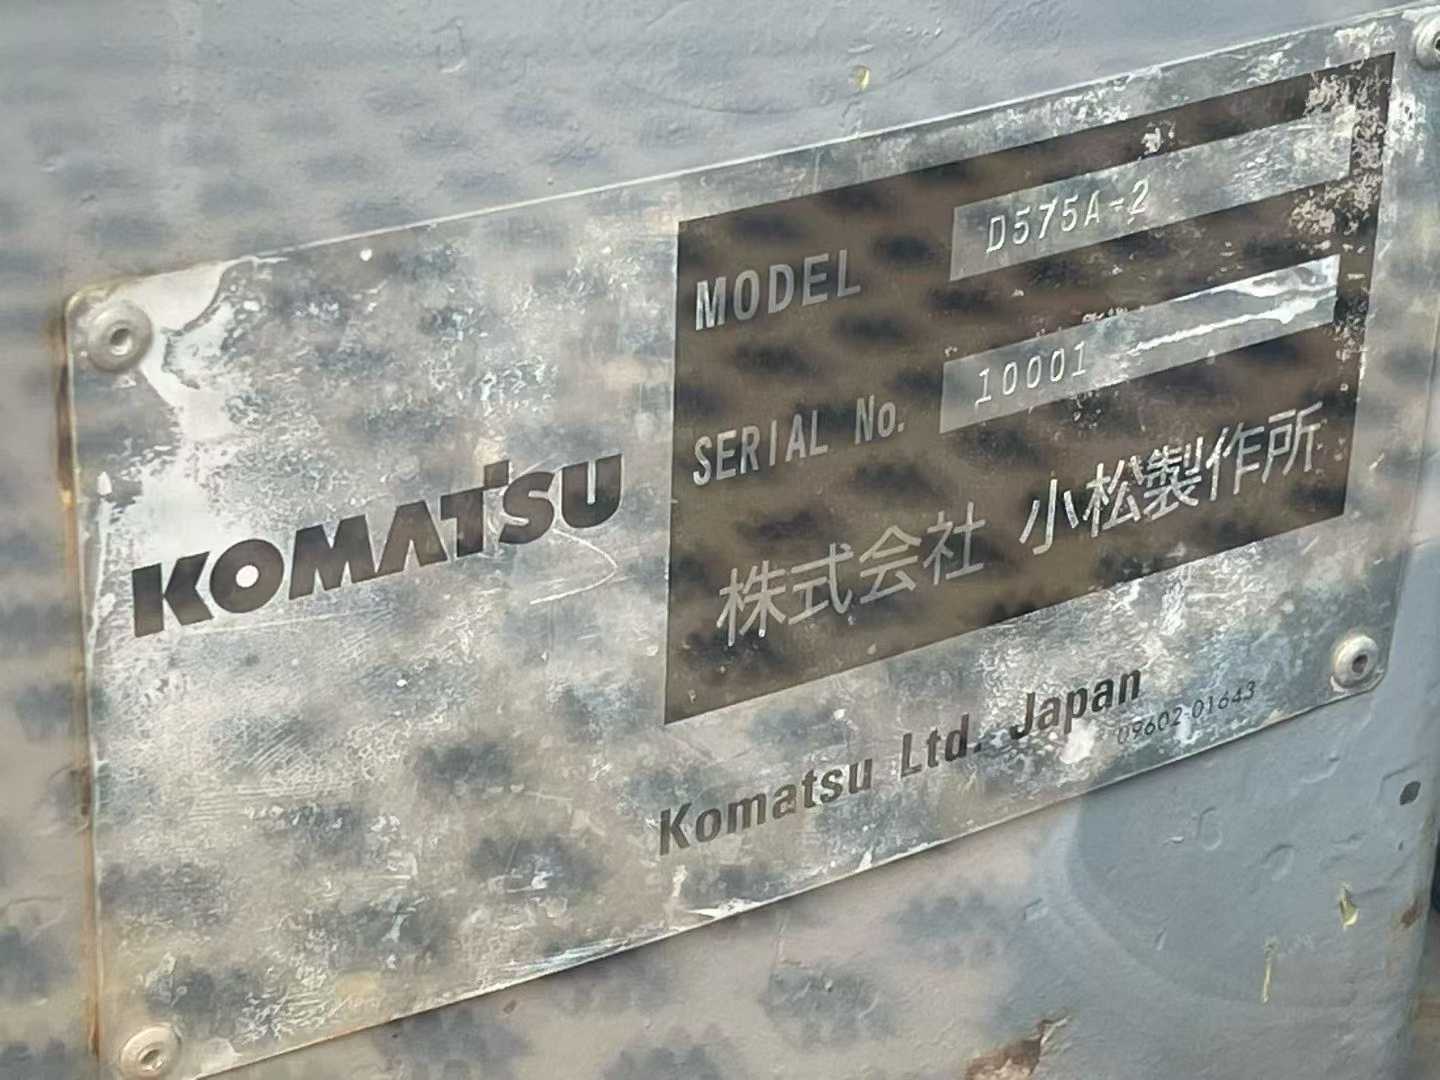 KOMATSU
MODEL D575A-2
SERIAL No. 10001
株式会社 小松製作所
Komatsu Ltd. Japan
09602-01643